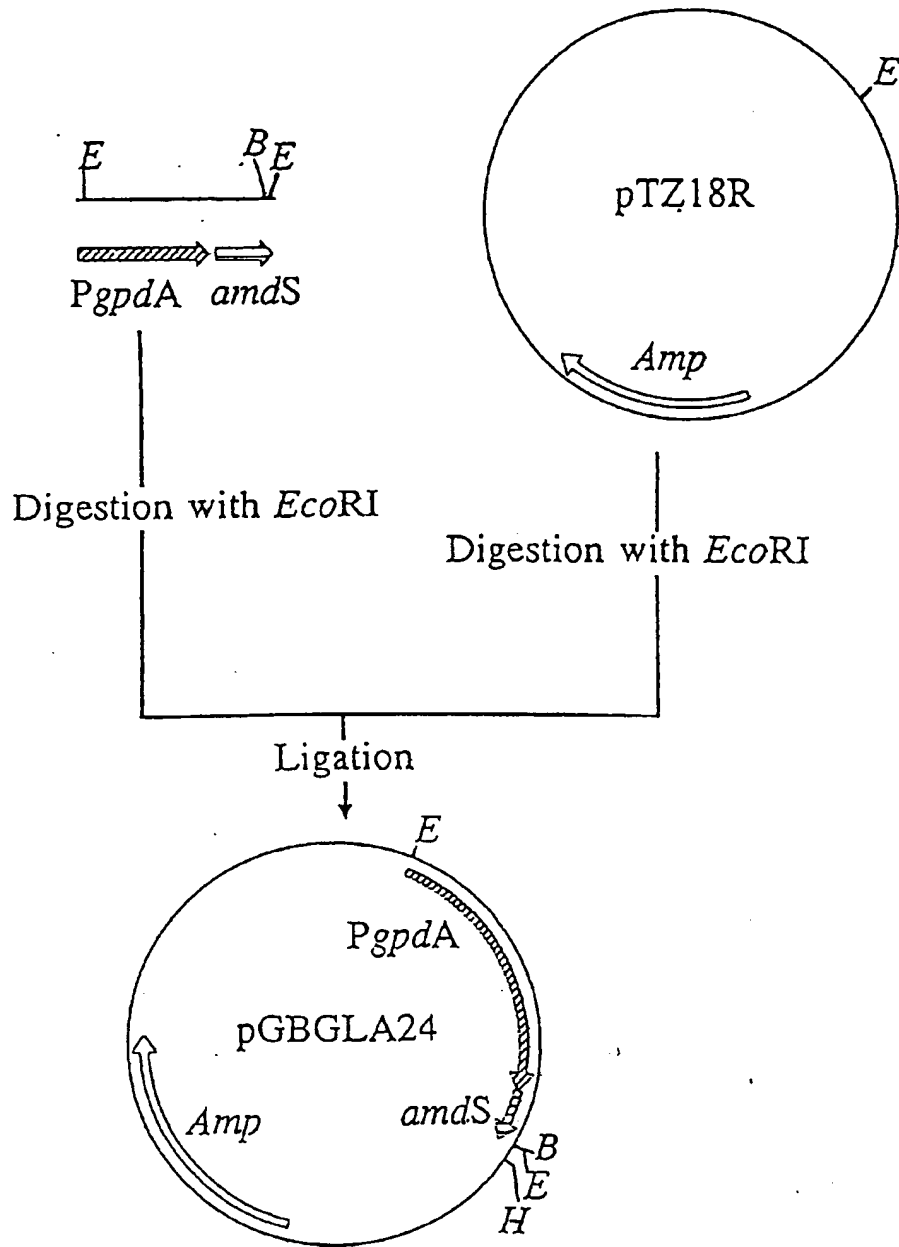 E
E
B E
pTZ18R
PgpdA amdS
Amp
Digestion with EcoRI
Digestion with EcoRI
Ligation
E
PgpdA
pGBGLA24
amdS
Amp
B
E
H